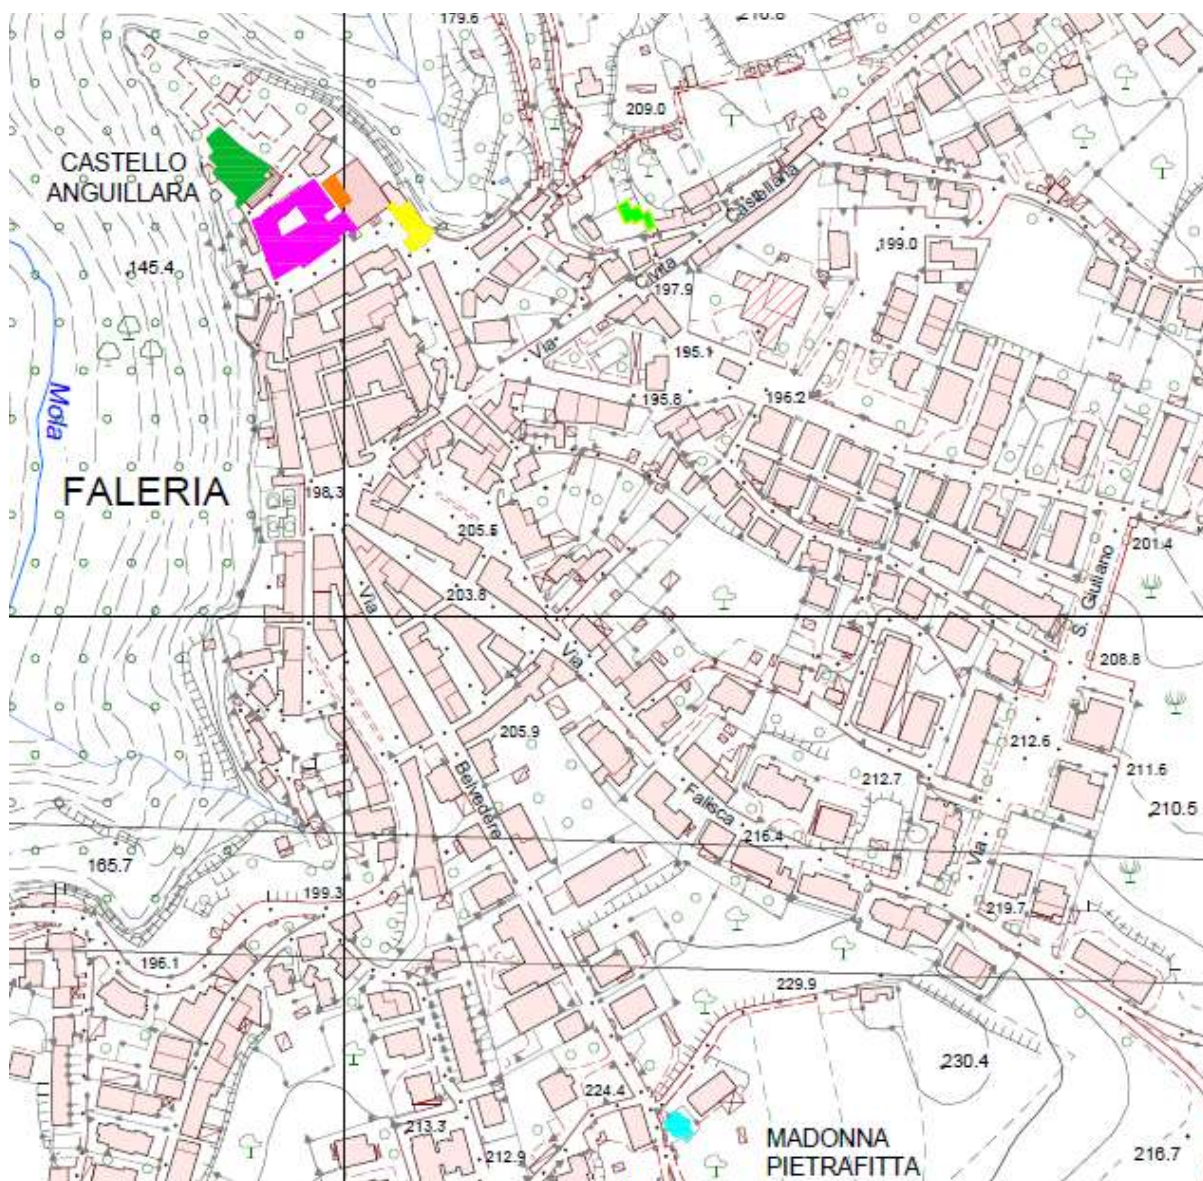 179.6
210.8
209.0
CASTELLO
ANGUILLARA
Castellana
199.0
145.4
Civita
197.9
Via
195.1
Mola
195.8
196.2
FALERIA
198.3
205.5
201.4
S. Giuliano
Via
203.8
Via
208.8
205.9
212.6
212.7
211.5
Belvedere
Falisca
210.5
216.4
165.7
Via
199.3
219.7
196.1
229.9
230.4
224.4
213.3
212.9
MADONNA
PIETRAFITTA
216.7